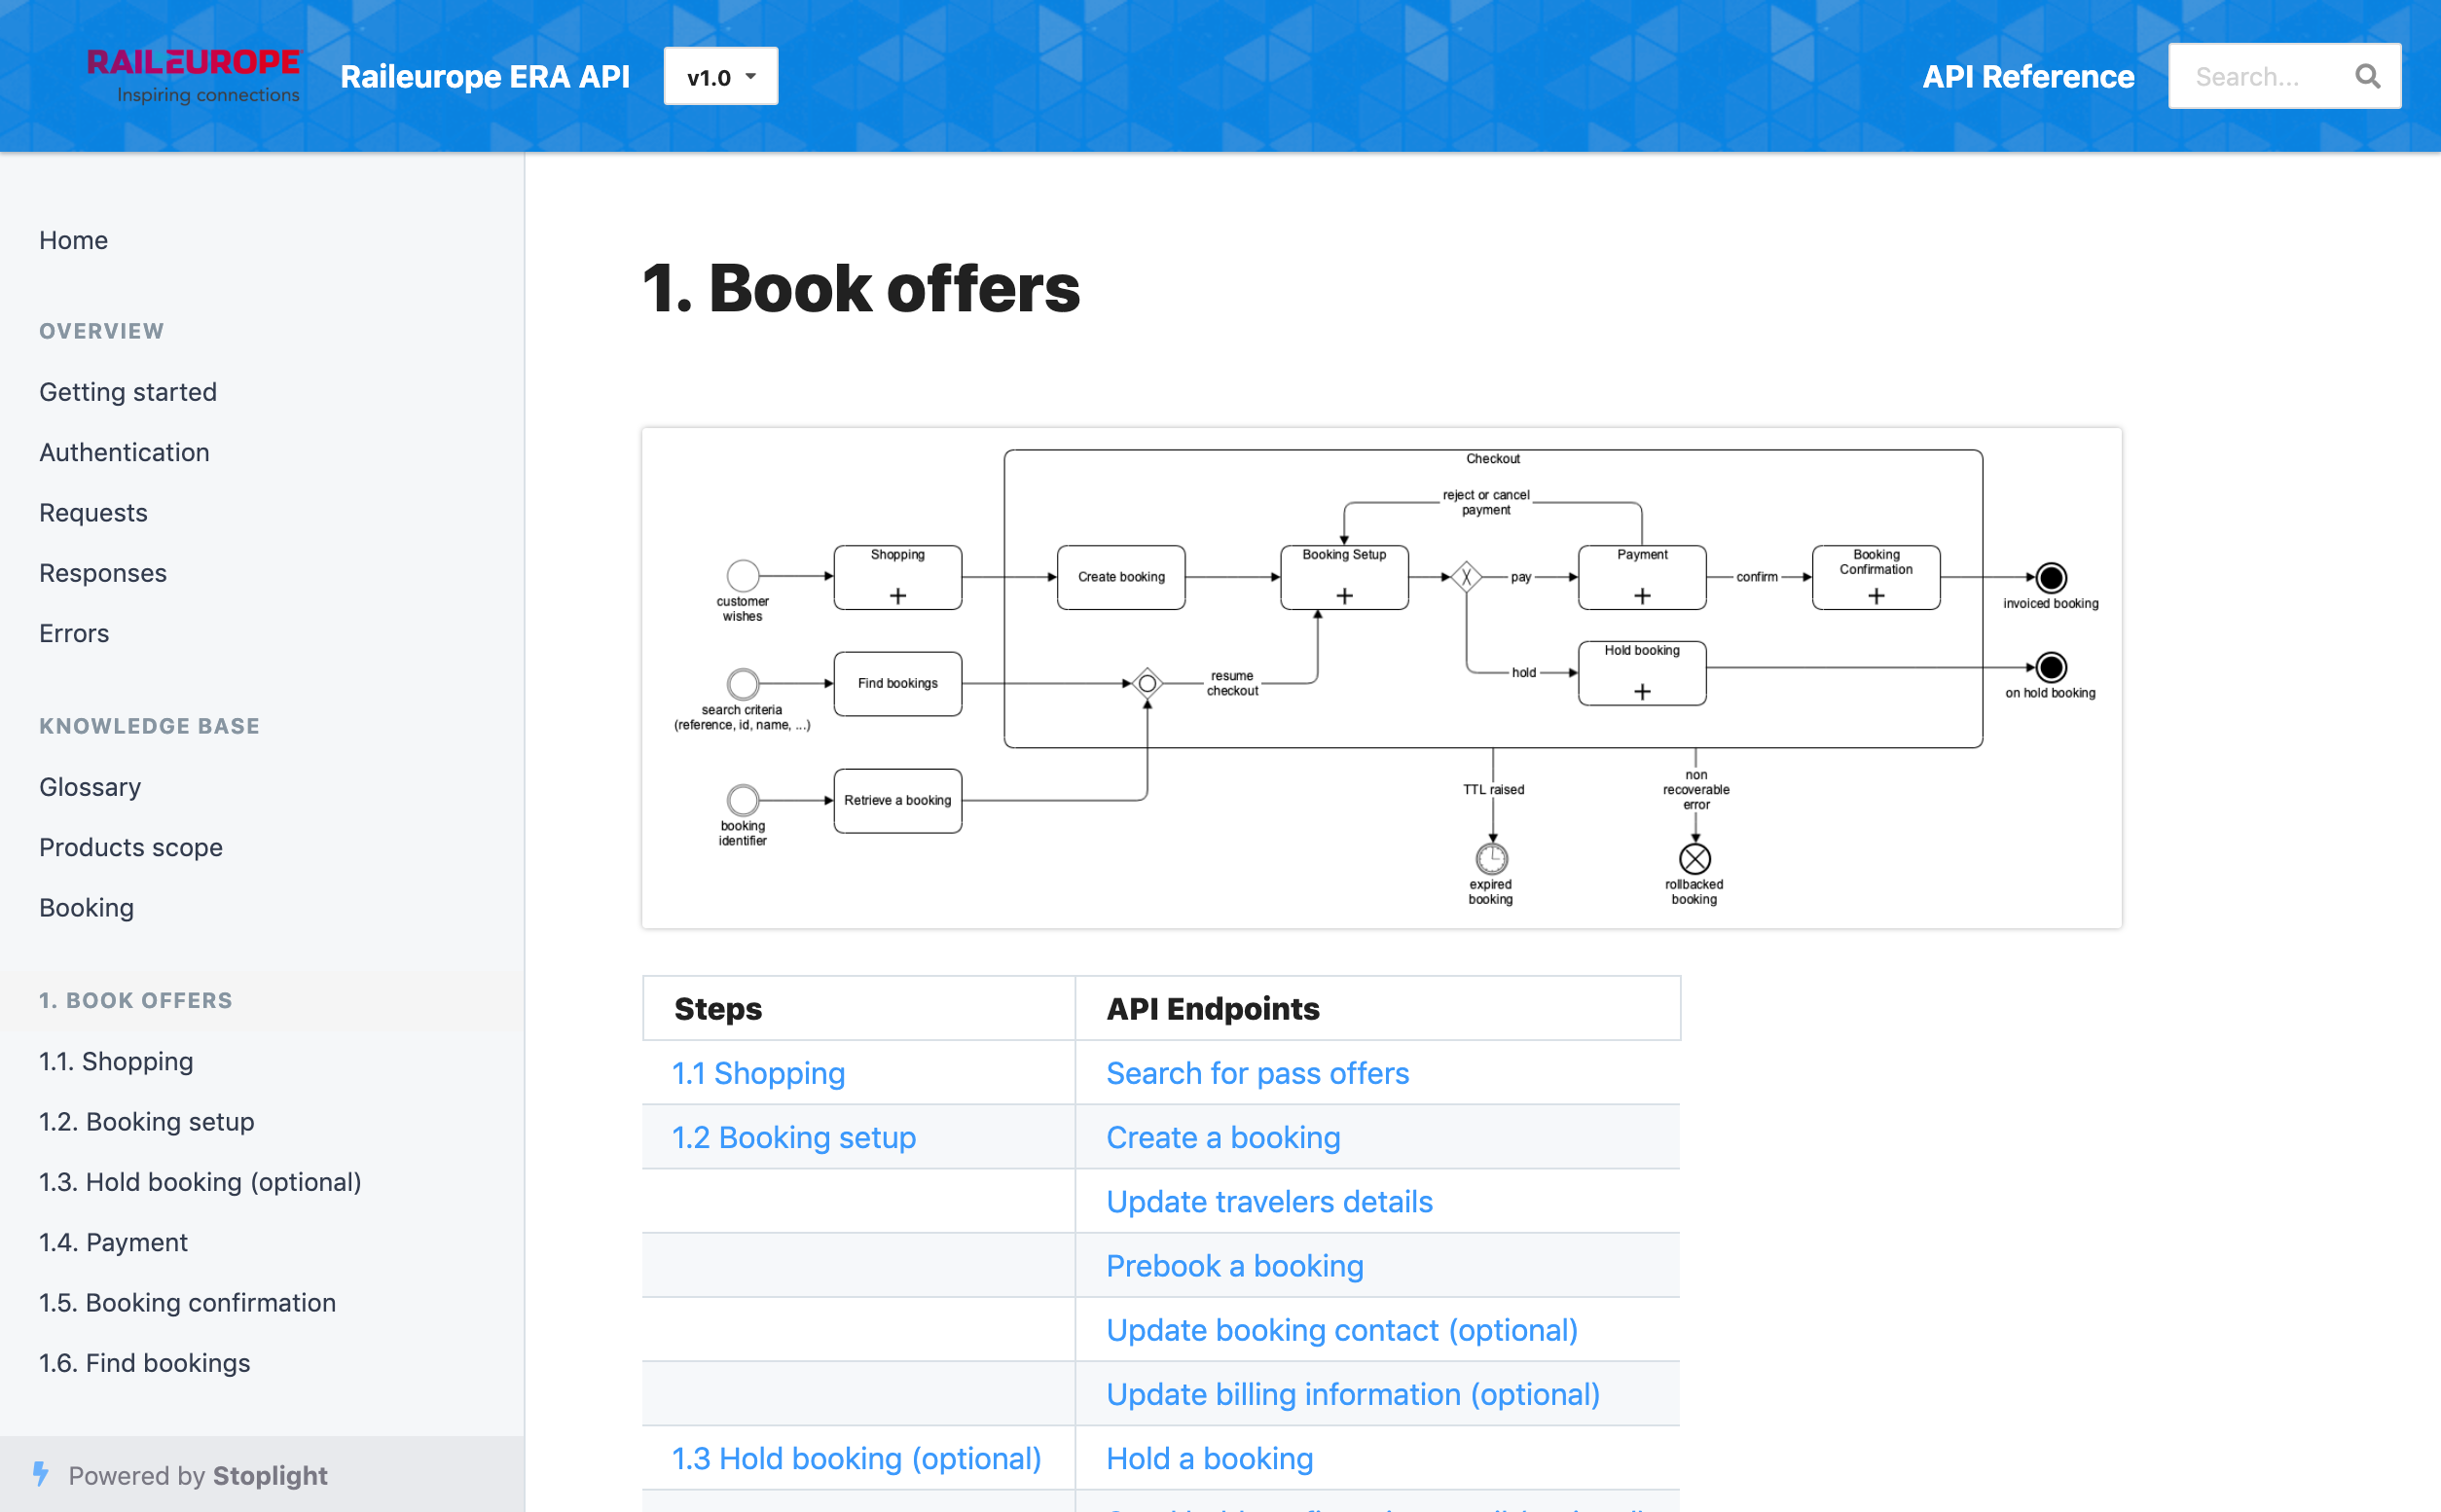 RAILEUROPE
Inspiring connections
Raileurope ERA API
v1.0
API Reference
Search...
Home
OVERVIEW
Getting started
Authentication
Requests
Responses
Errors
KNOWLEDGE BASE
Glossary
Products scope
Booking
1. BOOK OFFERS
1.1. Shopping
1.2. Booking setup
1.3. Hold booking (optional)
1.4. Payment
1.5. Booking confirmation
1.6. Find bookings
Powered by Stoplight
1. Book offers
Checkout
reject or cancel
payment
Shopping
Create booking
Booking Setup
pay
Payment
confirm
Booking
Confirmation
customer
wishes
invoiced booking
Find bookings
resume
checkout
hold
Hold booking
search criteria
(reference, id, name, ...)
on hold booking
Retrieve a booking
booking
identifier
TTL raised
non
recoverable
error
expired
booking
rollbacked
booking
Steps
API Endpoints
1.1 Shopping
Search for pass offers
1.2 Booking setup
Create a booking
Update travelers details
Prebook a booking
Update booking contact (optional)
Update billing information (optional)
1.3 Hold booking (optional)
Hold a booking